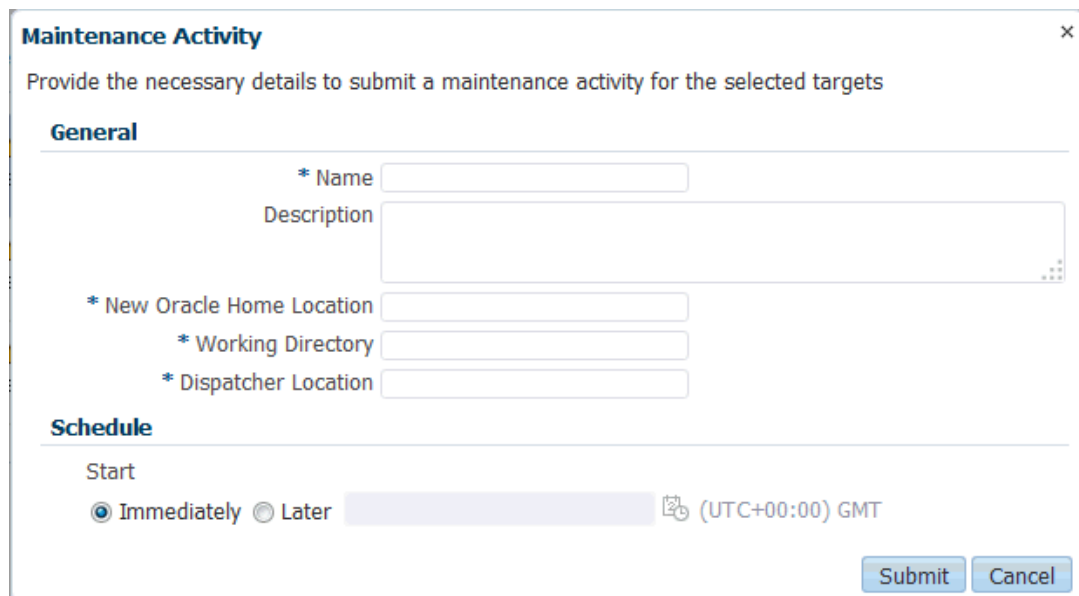 Maintenance Activity ×
Provide the necessary details to submit a maintenance activity for the selected targets
General
* Name
Description
* New Oracle Home Location
* Working Directory
* Dispatcher Location
Schedule
Start
Immediately Later (UTC+00:00) GMT
Submit Cancel